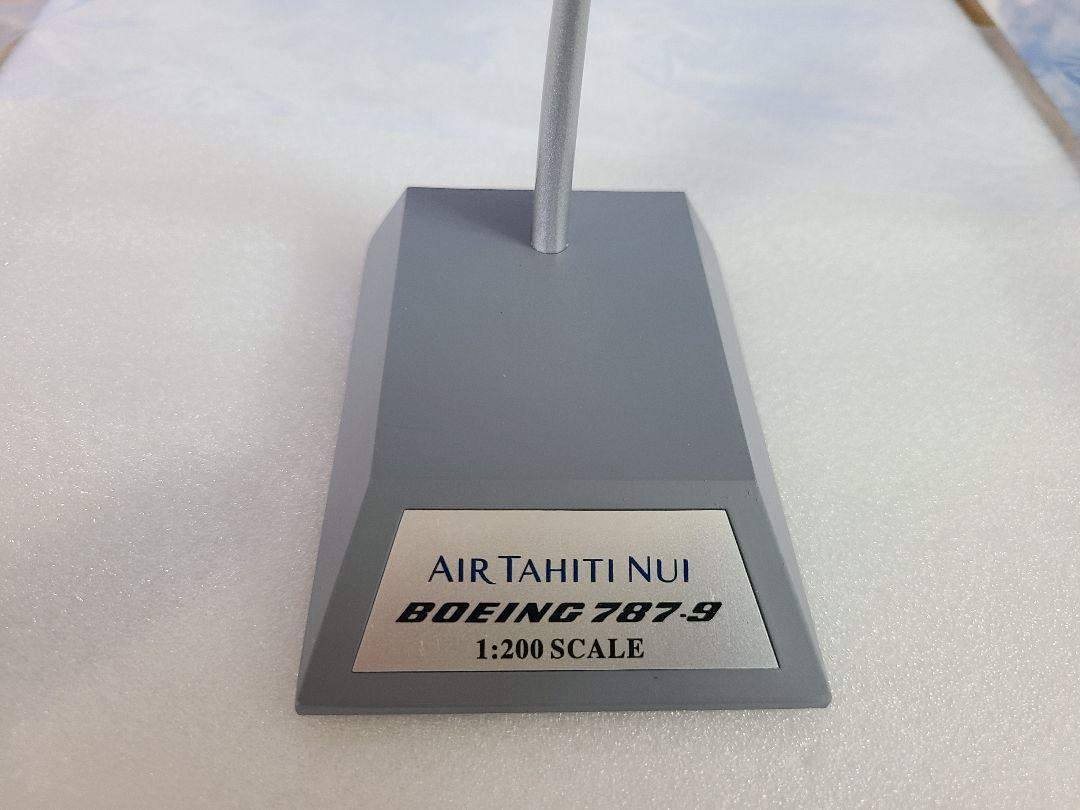 AIR TAHITI NUI
BOEING 787-9
1:200 SCALE